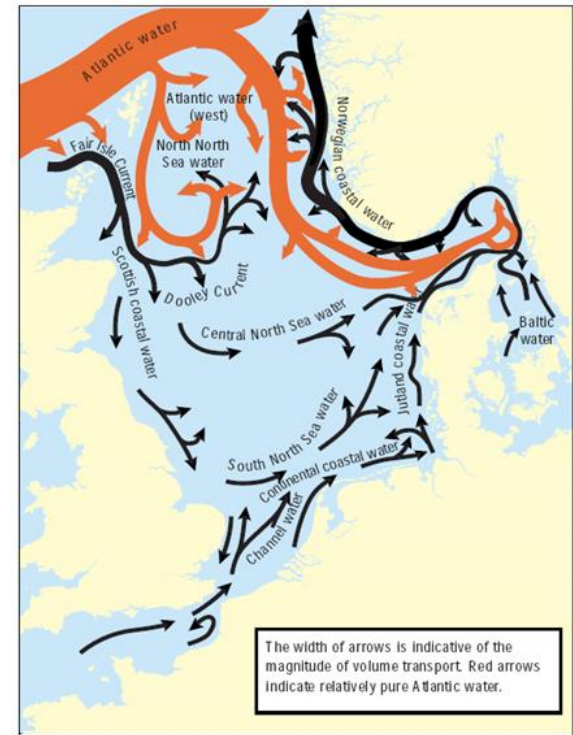 Atlantic water
Atlantic water
(west)
North North
Sea water
Fair Isle Current
Norwegian coastal water
Dooley Current
Scottish coastal water
Central North Sea water
Jutland coastal water
Baltic
water
South North Sea water
Continental coastal water
Channel water
The width of arrows is indicative of the
magnitude of volume transport. Red arrows
indicate relatively pure Atlantic water.